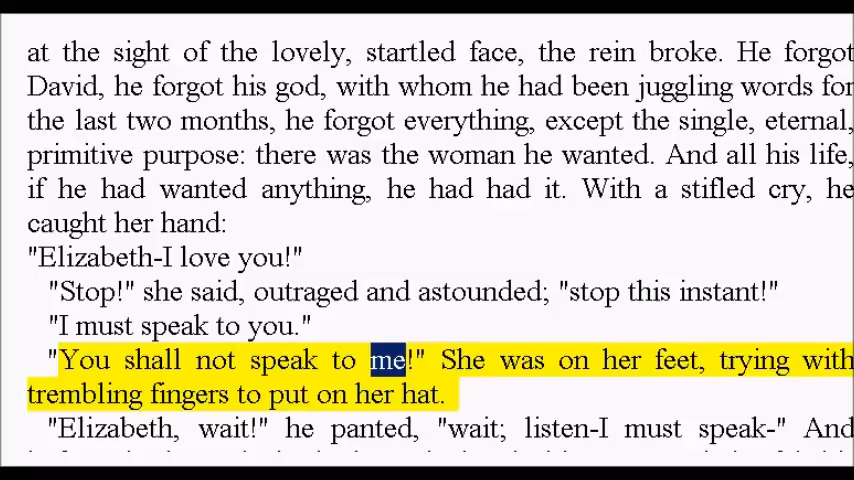 at the sight of the lovely, startled face, the rein broke. He forgot
David, he forgot his god, with whom he had been juggling words for
the last two months, he forgot everything, except the single, eternal,
primitive purpose: there was the woman he wanted. And all his life,
if he had wanted anything, he had had it. With a stifled cry, he
caught her hand:
"Elizabeth-I love you!"
"Stop!" she said, outraged and astounded; "stop this instant!"
"I must speak to you."
"You shall not speak to me!" She was on her feet, trying with
trembling fingers to put on her hat.
"Elizabeth, wait!" he panted, "wait; listen-I must speak-" And